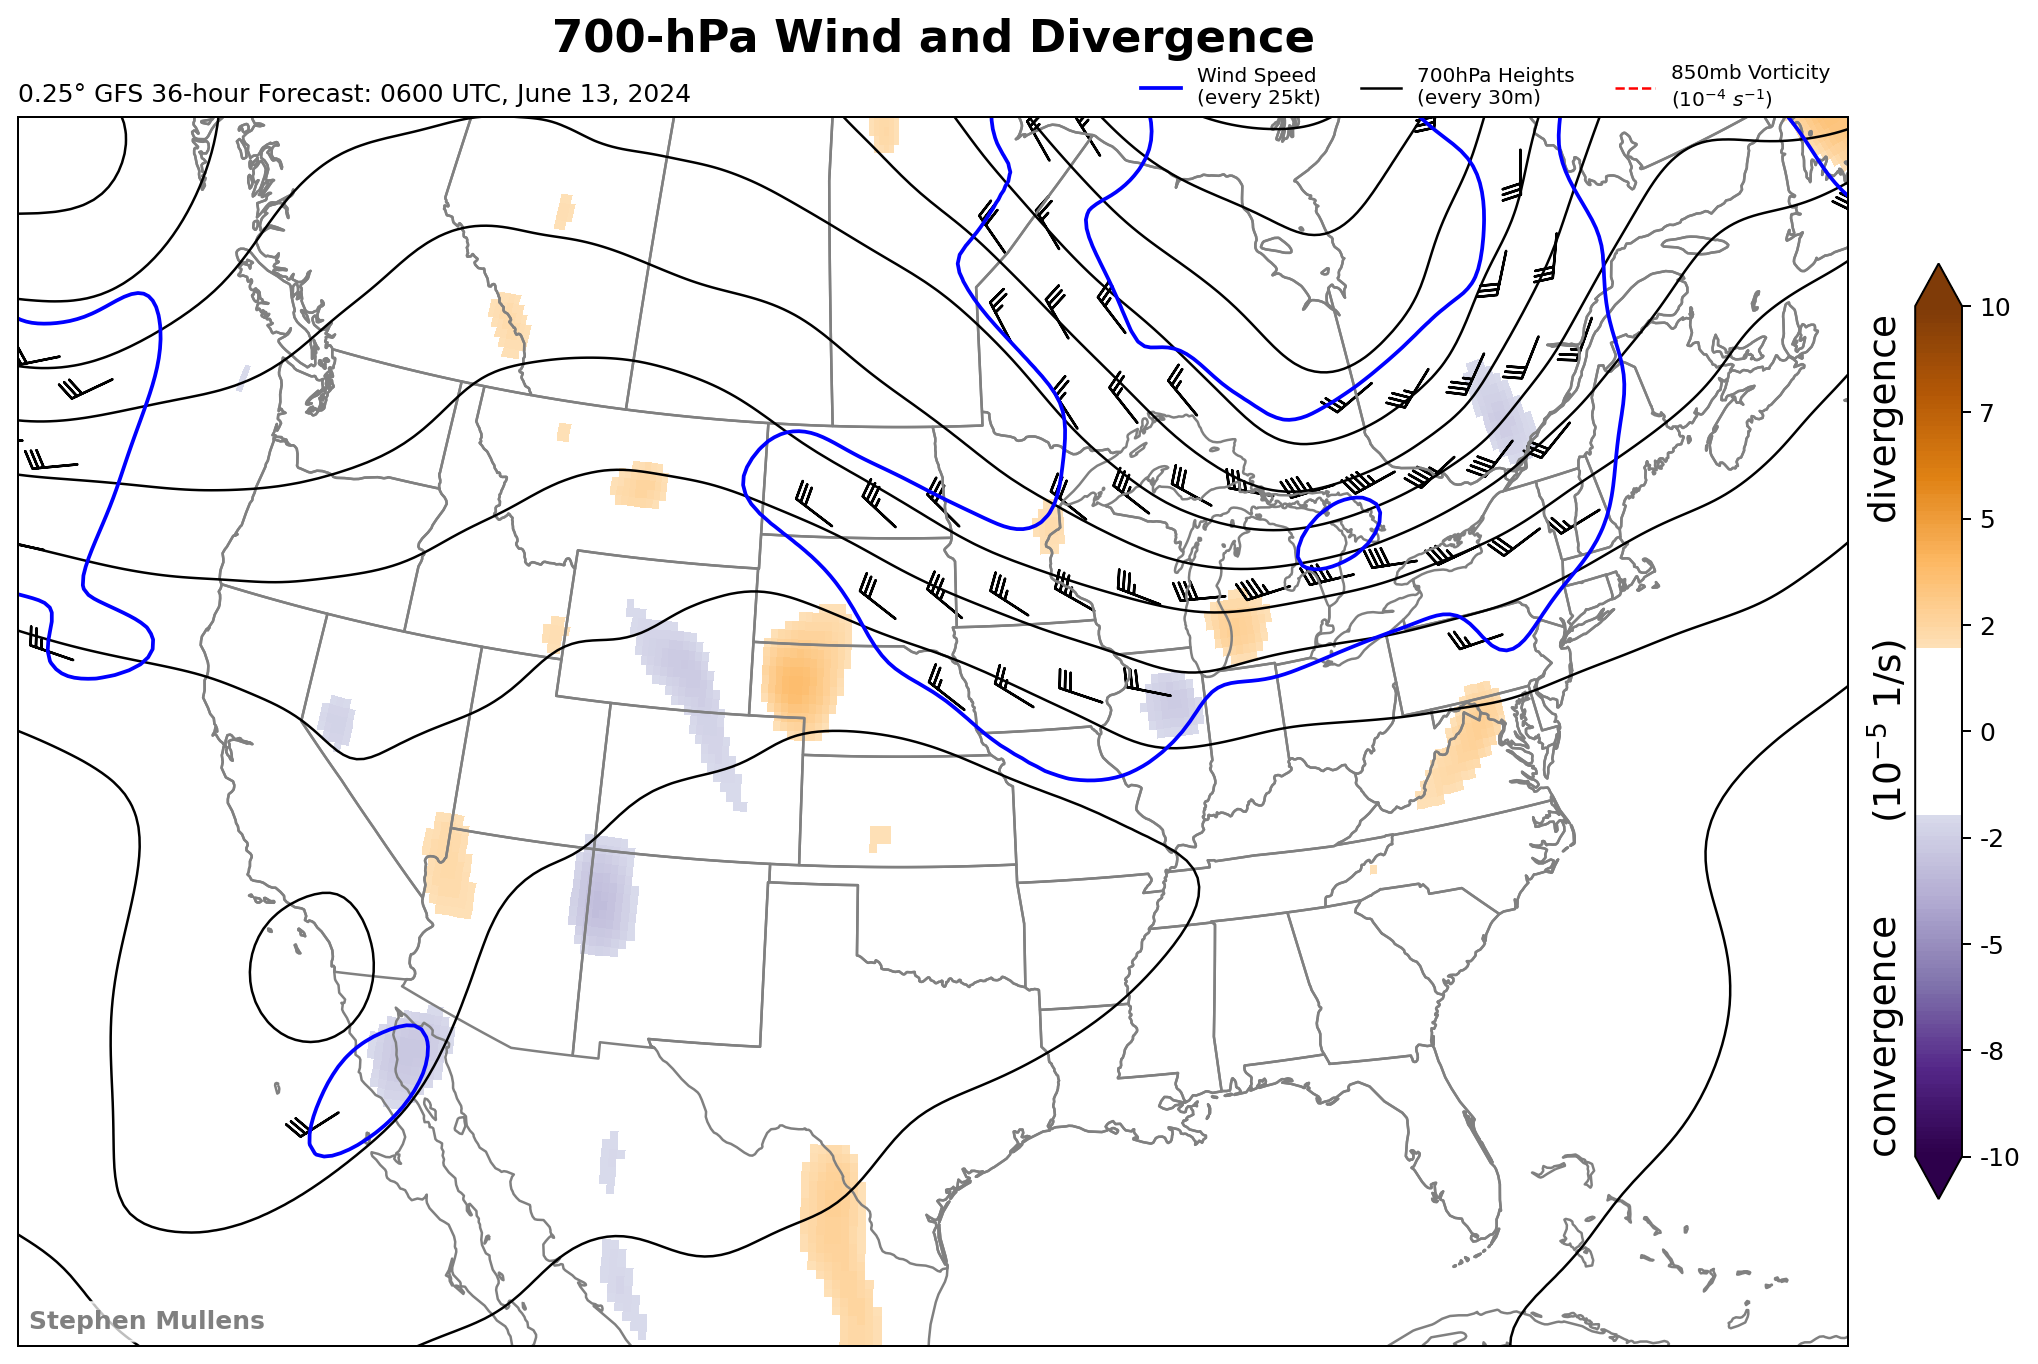 700-hPa Wind and Divergence
0.25° GFS 36-hour Forecast: 0600 UTC, June 13, 2024
Wind Speed
(every 25kt)
700hPa Heights
(every 30m)
850mb Vorticity
(10⁻⁴ s⁻¹)
10
7
5
2
0
-2
-5
-8
-10
convergence (10⁻⁵ 1/s) divergence
Stephen Mullens